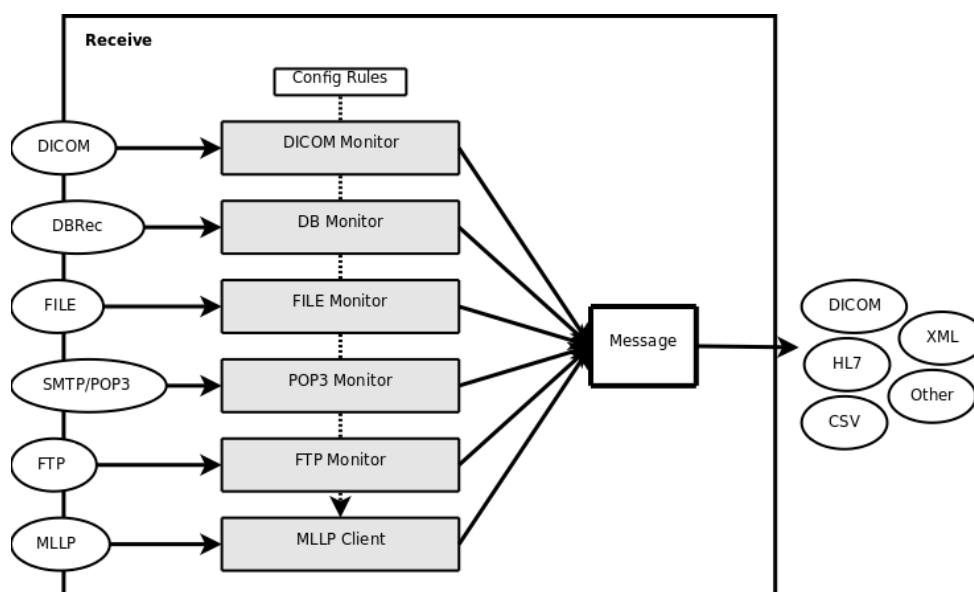 Receive
Config Rules
DICOM
DICOM Monitor
DBRec
DB Monitor
FILE
FILE Monitor
SMTP/POP3
POP3 Monitor
FTP
FTP Monitor
MLLP
MLLP Client
Message
DICOM
XML
HL7
Other
CSV